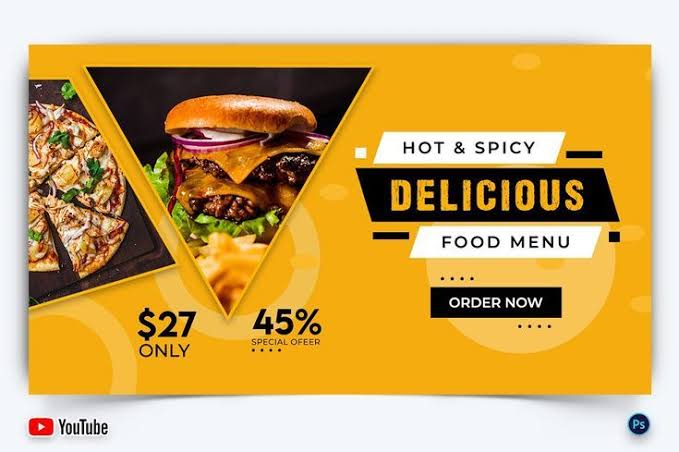 HOT & SPICY
DELICIOUS
FOOD MENU
ORDER NOW
$27
ONLY
45%
SPECIAL OFEER
YouTube
Ps